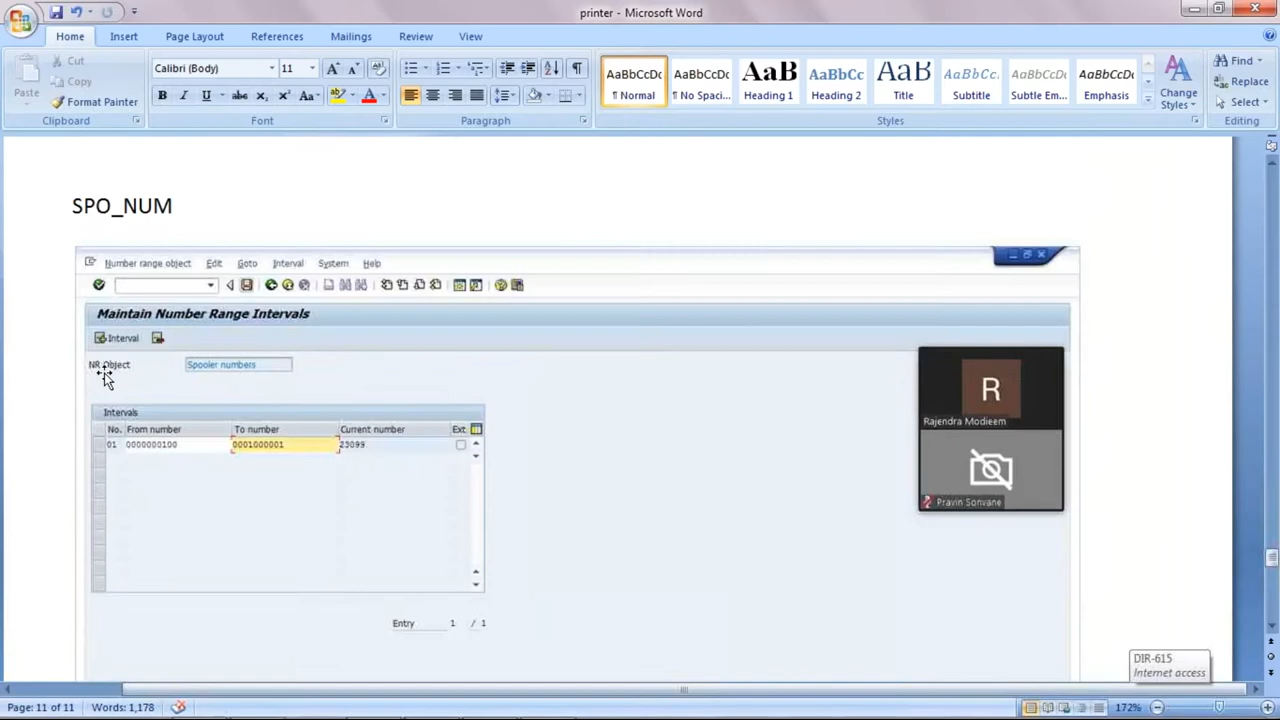 printer - Microsoft Word
Home Insert Page Layout References Mailings Review View
Paste
Cut
Copy
Format Painter
Clipboard
Calibri (Body) 11
Font
Paragraph
AaBbCcDc AaBbCcDc AaB AaBbCc AaB AaBbCc. AaBbCcDc AaBbCcDc
¶ Normal ¶ No Spaci... Heading 1 Heading 2 Title Subtitle Subtle Em... Emphasis
Styles
Change Styles
Find
Replace
Select
Editing
SPO_NUM
Number range object Edit Goto Interval System Help
Maintain Number Range Intervals
Interval
NR Object Spooler numbers
Intervals
No. From number To number Current number Ext
01 0000000100 0001000001 23099
Entry 1 / 1
R
Rajendra Modieem
Pravin Sonvane
DIR-615
Internet access
Page: 11 of 11 Words: 1,178 172%